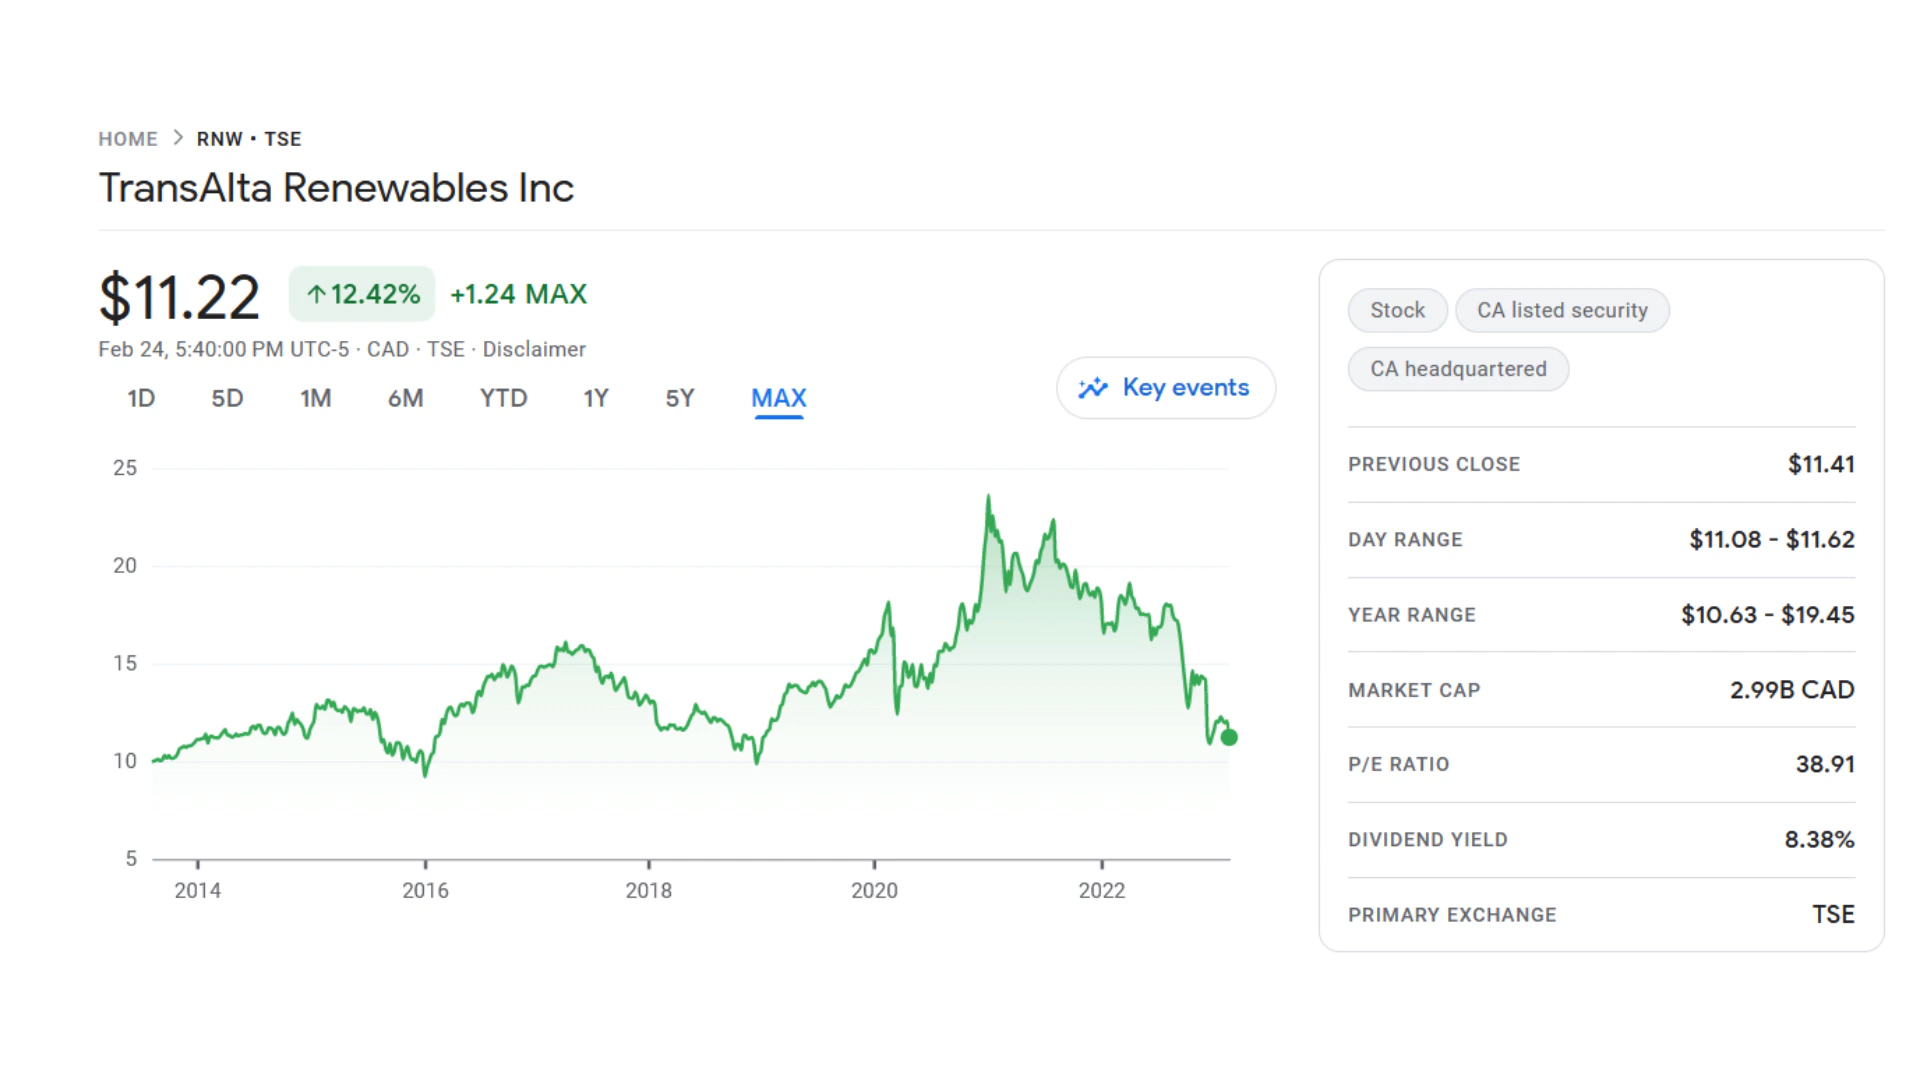 HOME > RNW • TSE
TransAlta Renewables Inc
$11.22 ↑12.42% +1.24 MAX
Feb 24, 5:40:00 PM UTC-5 · CAD · TSE · Disclaimer
1D 5D 1M 6M YTD 1Y 5Y MAX
Key events
25
20
15
10
5
2014 2016 2018 2020 2022
Stock CA listed security
CA headquartered
PREVIOUS CLOSE $11.41
DAY RANGE $11.08 - $11.62
YEAR RANGE $10.63 - $19.45
MARKET CAP 2.99B CAD
P/E RATIO 38.91
DIVIDEND YIELD 8.38%
PRIMARY EXCHANGE TSE